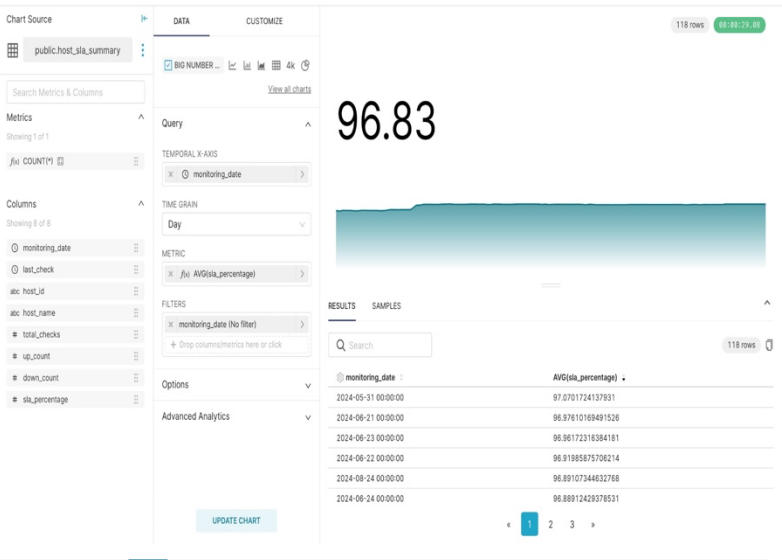 Chart Source
public.host_sla_summary
Search Metrics & Columns
Metrics
Showing 1 of 1
f(x) COUNT(*)
Columns
Showing 8 of 8
monitoring_date
last_check
abc host_id
abc host_name
# total_checks
# up_count
# down_count
# sla_percentage
DATA CUSTOMIZE
BIG NUMBER ... 4k
View all charts
Query
TEMPORAL X-AXIS
× monitoring_date
TIME GRAIN
Day
METRIC
× f(x) AVG(sla_percentage)
FILTERS
× monitoring_date (No filter)
+ Drop columns/metrics here or click
Options
Advanced Analytics
UPDATE CHART
118 rows 00:00:29.08
96.83
RESULTS SAMPLES
Search
118 rows
monitoring_date AVG(sla_percentage)
2024-05-31 00:00:00 97.0701724137931
2024-06-21 00:00:00 96.97610169491526
2024-06-23 00:00:00 96.96172316384181
2024-06-22 00:00:00 96.91985875706214
2024-08-24 00:00:00 96.89107344632768
2024-06-24 00:00:00 96.88912429378531
« 1 2 3 »